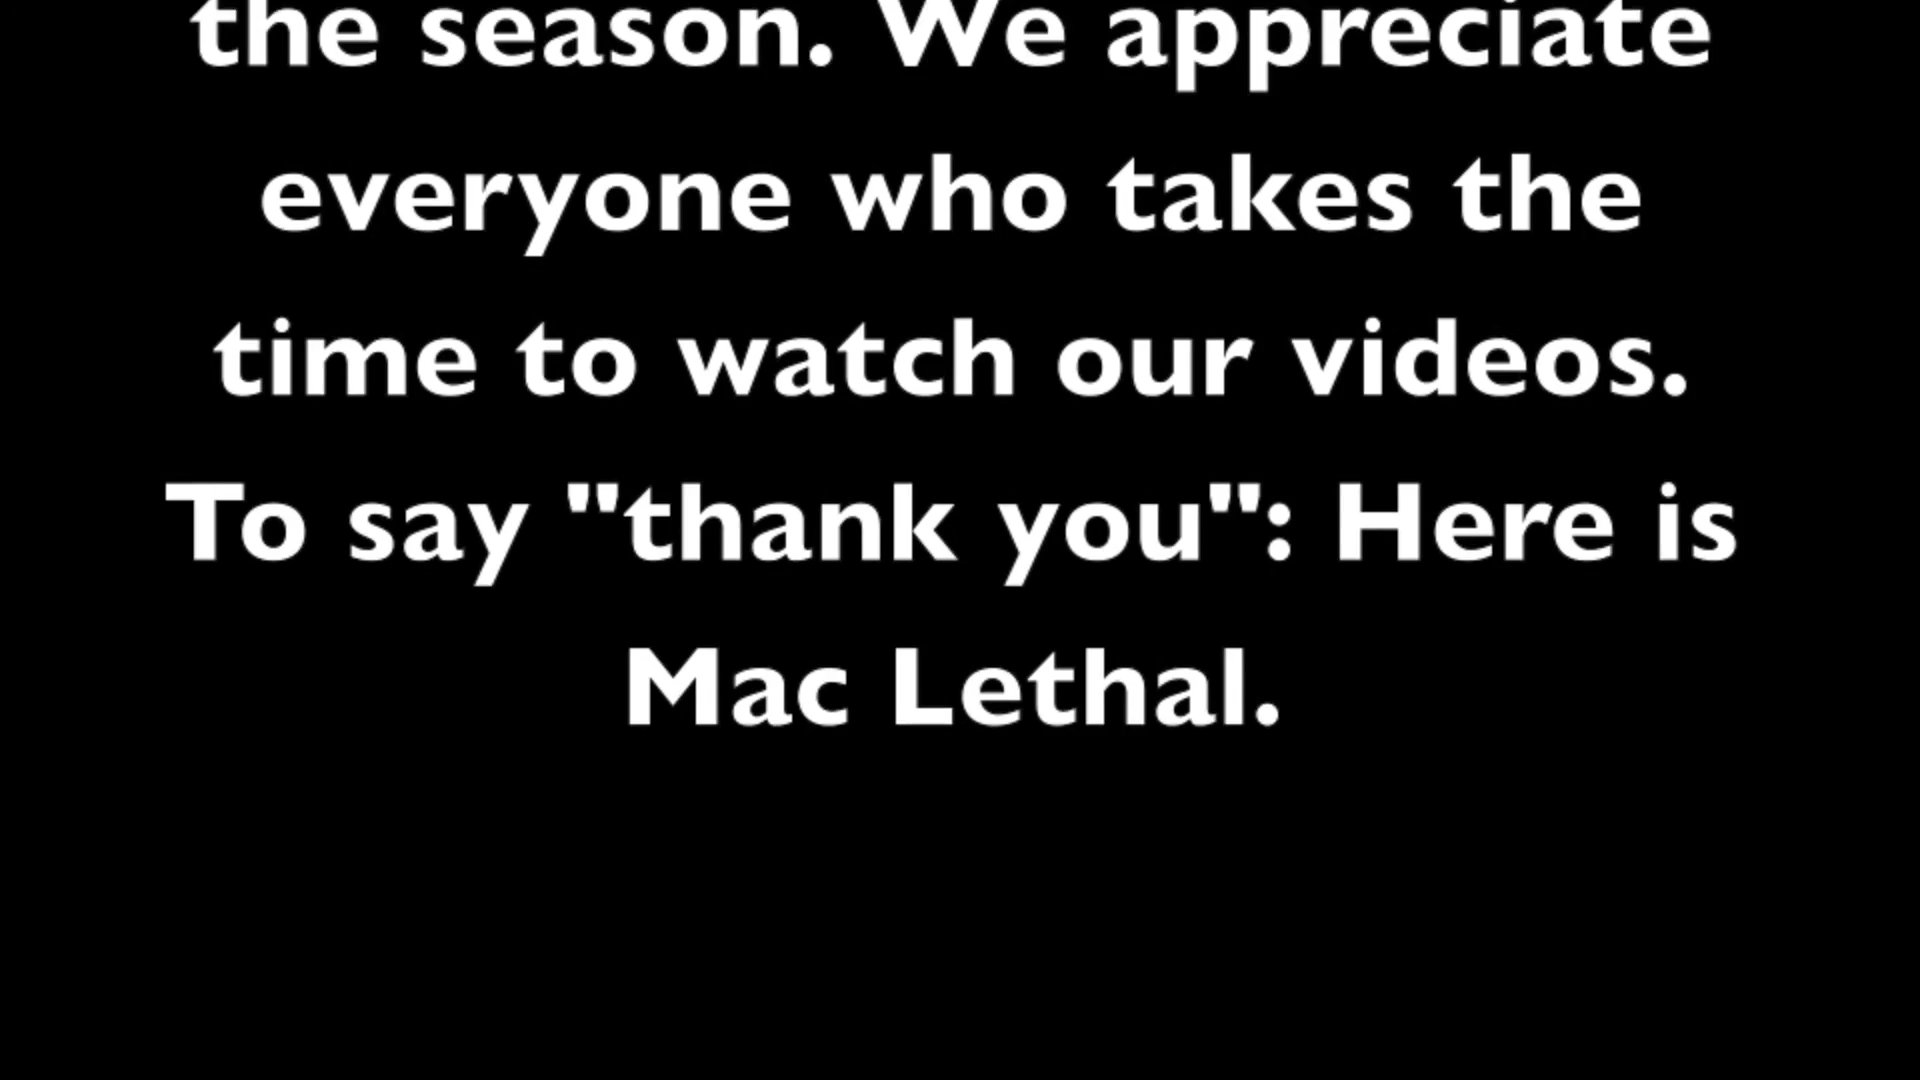 the season. We appreciate
everyone who takes the
time to watch our videos.
To say "thank you": Here is
Mac Lethal.